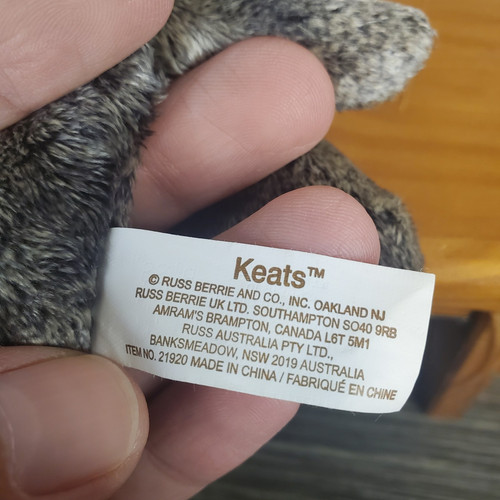 Keats™
© RUSS BERRIE AND CO., INC. OAKLAND NJ
RUSS BERRIE UK LTD. SOUTHAMPTON SO40 9RB
AMRAM'S BRAMPTON, CANADA L6T 5M1
RUSS AUSTRALIA PTY LTD.,
BANKSMEADOW, NSW 2019 AUSTRALIA
ITEM NO. 21920 MADE IN CHINA / FABRIQUÉ EN CHINE